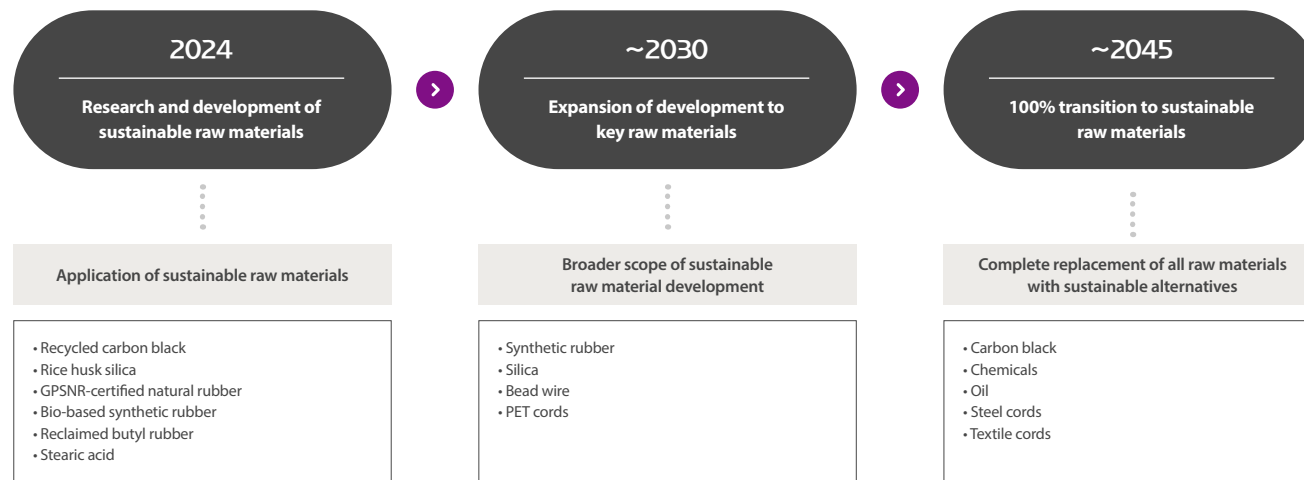 2024
Research and development of
sustainable raw materials
Application of sustainable raw materials
• Recycled carbon black
• Rice husk silica
• GPSNR-certified natural rubber
• Bio-based synthetic rubber
• Reclaimed butyl rubber
• Stearic acid
~2030
Expansion of development to
key raw materials
Broader scope of sustainable
raw material development
• Synthetic rubber
• Silica
• Bead wire
• PET cords
~2045
100% transition to sustainable
raw materials
Complete replacement of all raw materials
with sustainable alternatives
• Carbon black
• Chemicals
• Oil
• Steel cords
• Textile cords